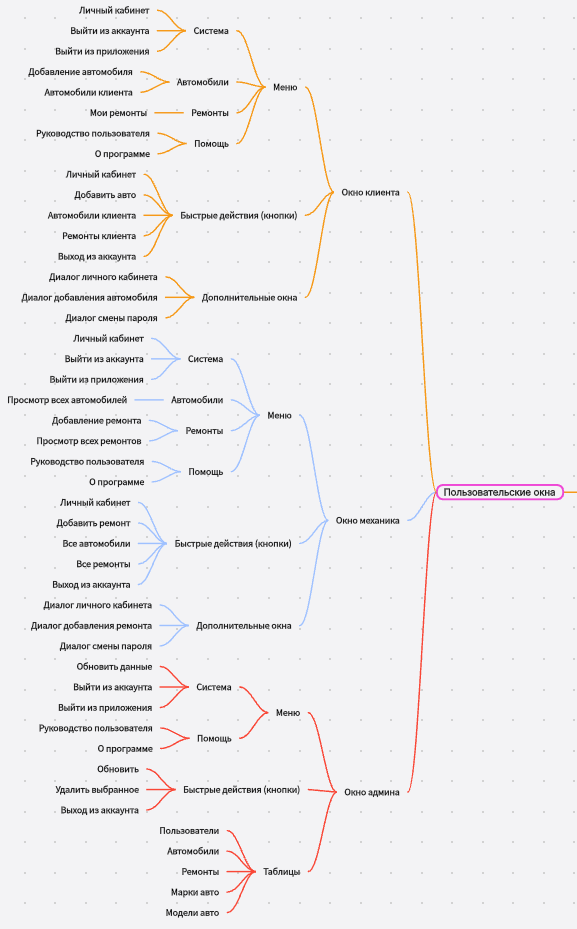 Личный кабинет
Выйти из аккаунта
Система
Выйти из приложения
Добавление автомобиля
Автомобили
Меню
Автомобили клиента
Мои ремонты
Ремонты
Руководство пользователя
Помощь
О программе
Личный кабинет
Окно клиента
Добавить авто
Автомобили клиента
Быстрые действия (кнопки)
Ремонты клиента
Выход из аккаунта
Диалог личного кабинета
Диалог добавления автомобиля
Дополнительные окна
Диалог смены пароля
Личный кабинет
Выйти из аккаунта
Система
Выйти из приложения
Просмотр всех автомобилей
Автомобили
Меню
Добавление ремонта
Ремонты
Просмотр всех ремонтов
Руководство пользователя
Помощь
О программе
Пользовательские окна
Личный кабинет
Окно механика
Добавить ремонт
Все автомобили
Быстрые действия (кнопки)
Все ремонты
Выход из аккаунта
Диалог личного кабинета
Диалог добавления ремонта
Дополнительные окна
Диалог смены пароля
Обновить данные
Выйти из аккаунта
Система
Выйти из приложения
Меню
Руководство пользователя
Помощь
О программе
Обновить
Удалить выбранное
Быстрые действия (кнопки)
Окно админа
Выход из аккаунта
Пользователи
Автомобили
Ремонты
Таблицы
Марки авто
Модели авто